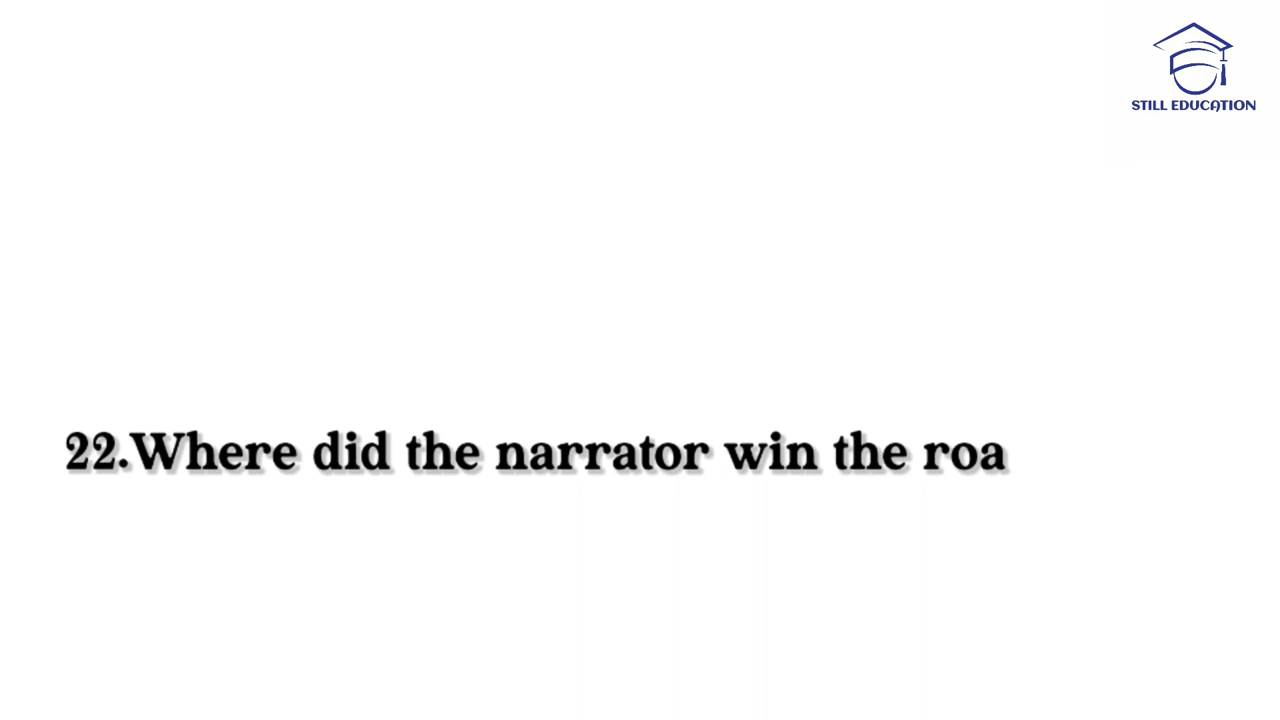 STILL EDUCATION
22.Where did the narrator win the roa